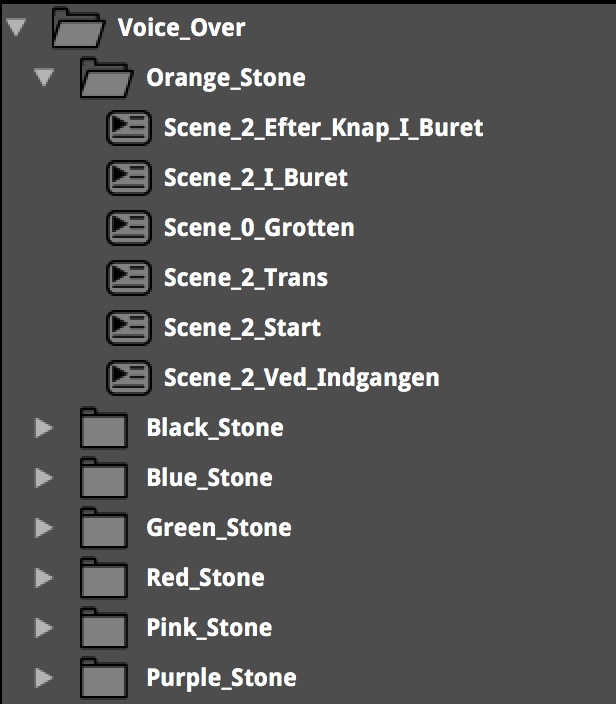 Voice_Over
Orange_Stone
Scene_2_Efter_Knap_I_Buret
Scene_2_I_Buret
Scene_0_Grotten
Scene_2_Trans
Scene_2_Start
Scene_2_Ved_Indgangen
Black_Stone
Blue_Stone
Green_Stone
Red_Stone
Pink_Stone
Purple_Stone